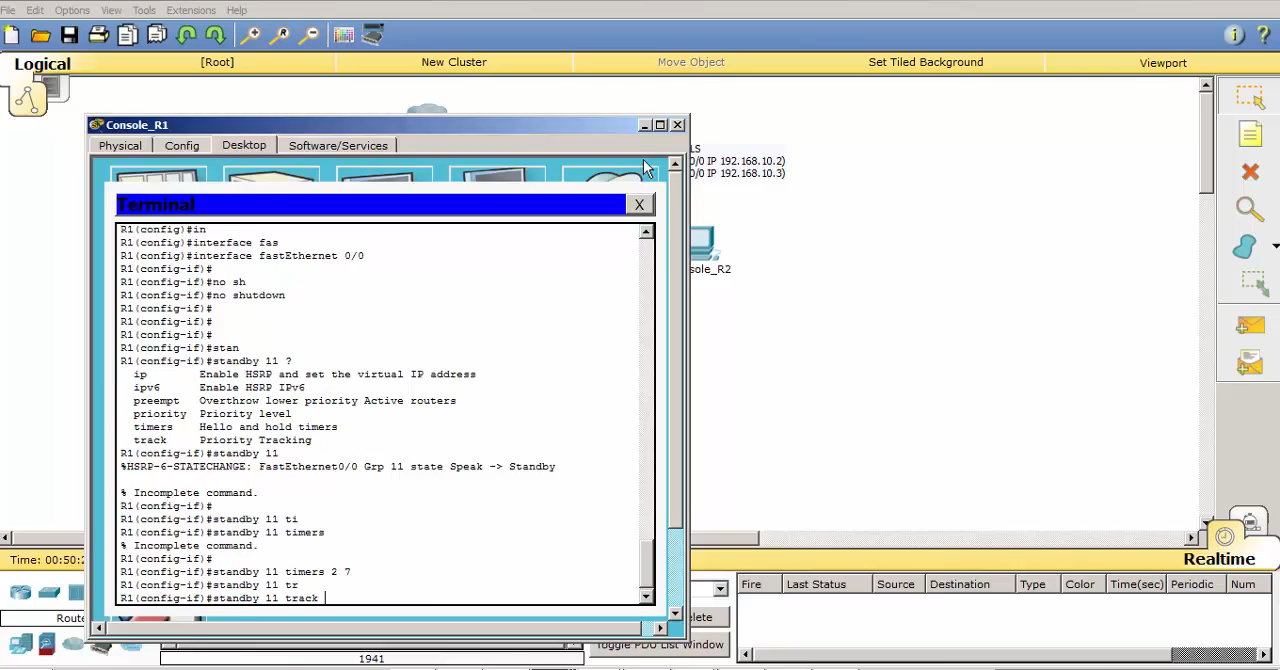 File Edit Options View Tools Extensions Help
Logical [Root] New Cluster Move Object Set Tiled Background Viewport
Console_R1
Physical Config Desktop Software/Services
LS
0/0 IP 192.168.10.2)
0/0 IP 192.168.10.3)
sole_R2
Terminal X
R1(config)#in
R1(config)#interface fas
R1(config)#interface fastEthernet 0/0
R1(config-if)#
R1(config-if)#no sh
R1(config-if)#no shutdown
R1(config-if)#
R1(config-if)#
R1(config-if)#
R1(config-if)#stan
R1(config-if)#standby 11 ?
ip Enable HSRP and set the virtual IP address
ipv6 Enable HSRP IPv6
preempt Overthrow lower priority Active routers
priority Priority level
timers Hello and hold timers
track Priority Tracking
R1(config-if)#standby 11
%HSRP-6-STATECHANGE: FastEthernet0/0 Grp 11 state Speak -> Standby
% Incomplete command.
R1(config-if)#
R1(config-if)#standby 11 ti
R1(config-if)#standby 11 timers
% Incomplete command.
R1(config-if)#
R1(config-if)#standby 11 timers 2 7
R1(config-if)#standby 11 tr
R1(config-if)#standby 11 track
Time: 00:50:2
Realtime
Fire Last Status Source Destination Type Color Time(sec) Periodic Num
Route
elete
Toggle PDU List Window
1941